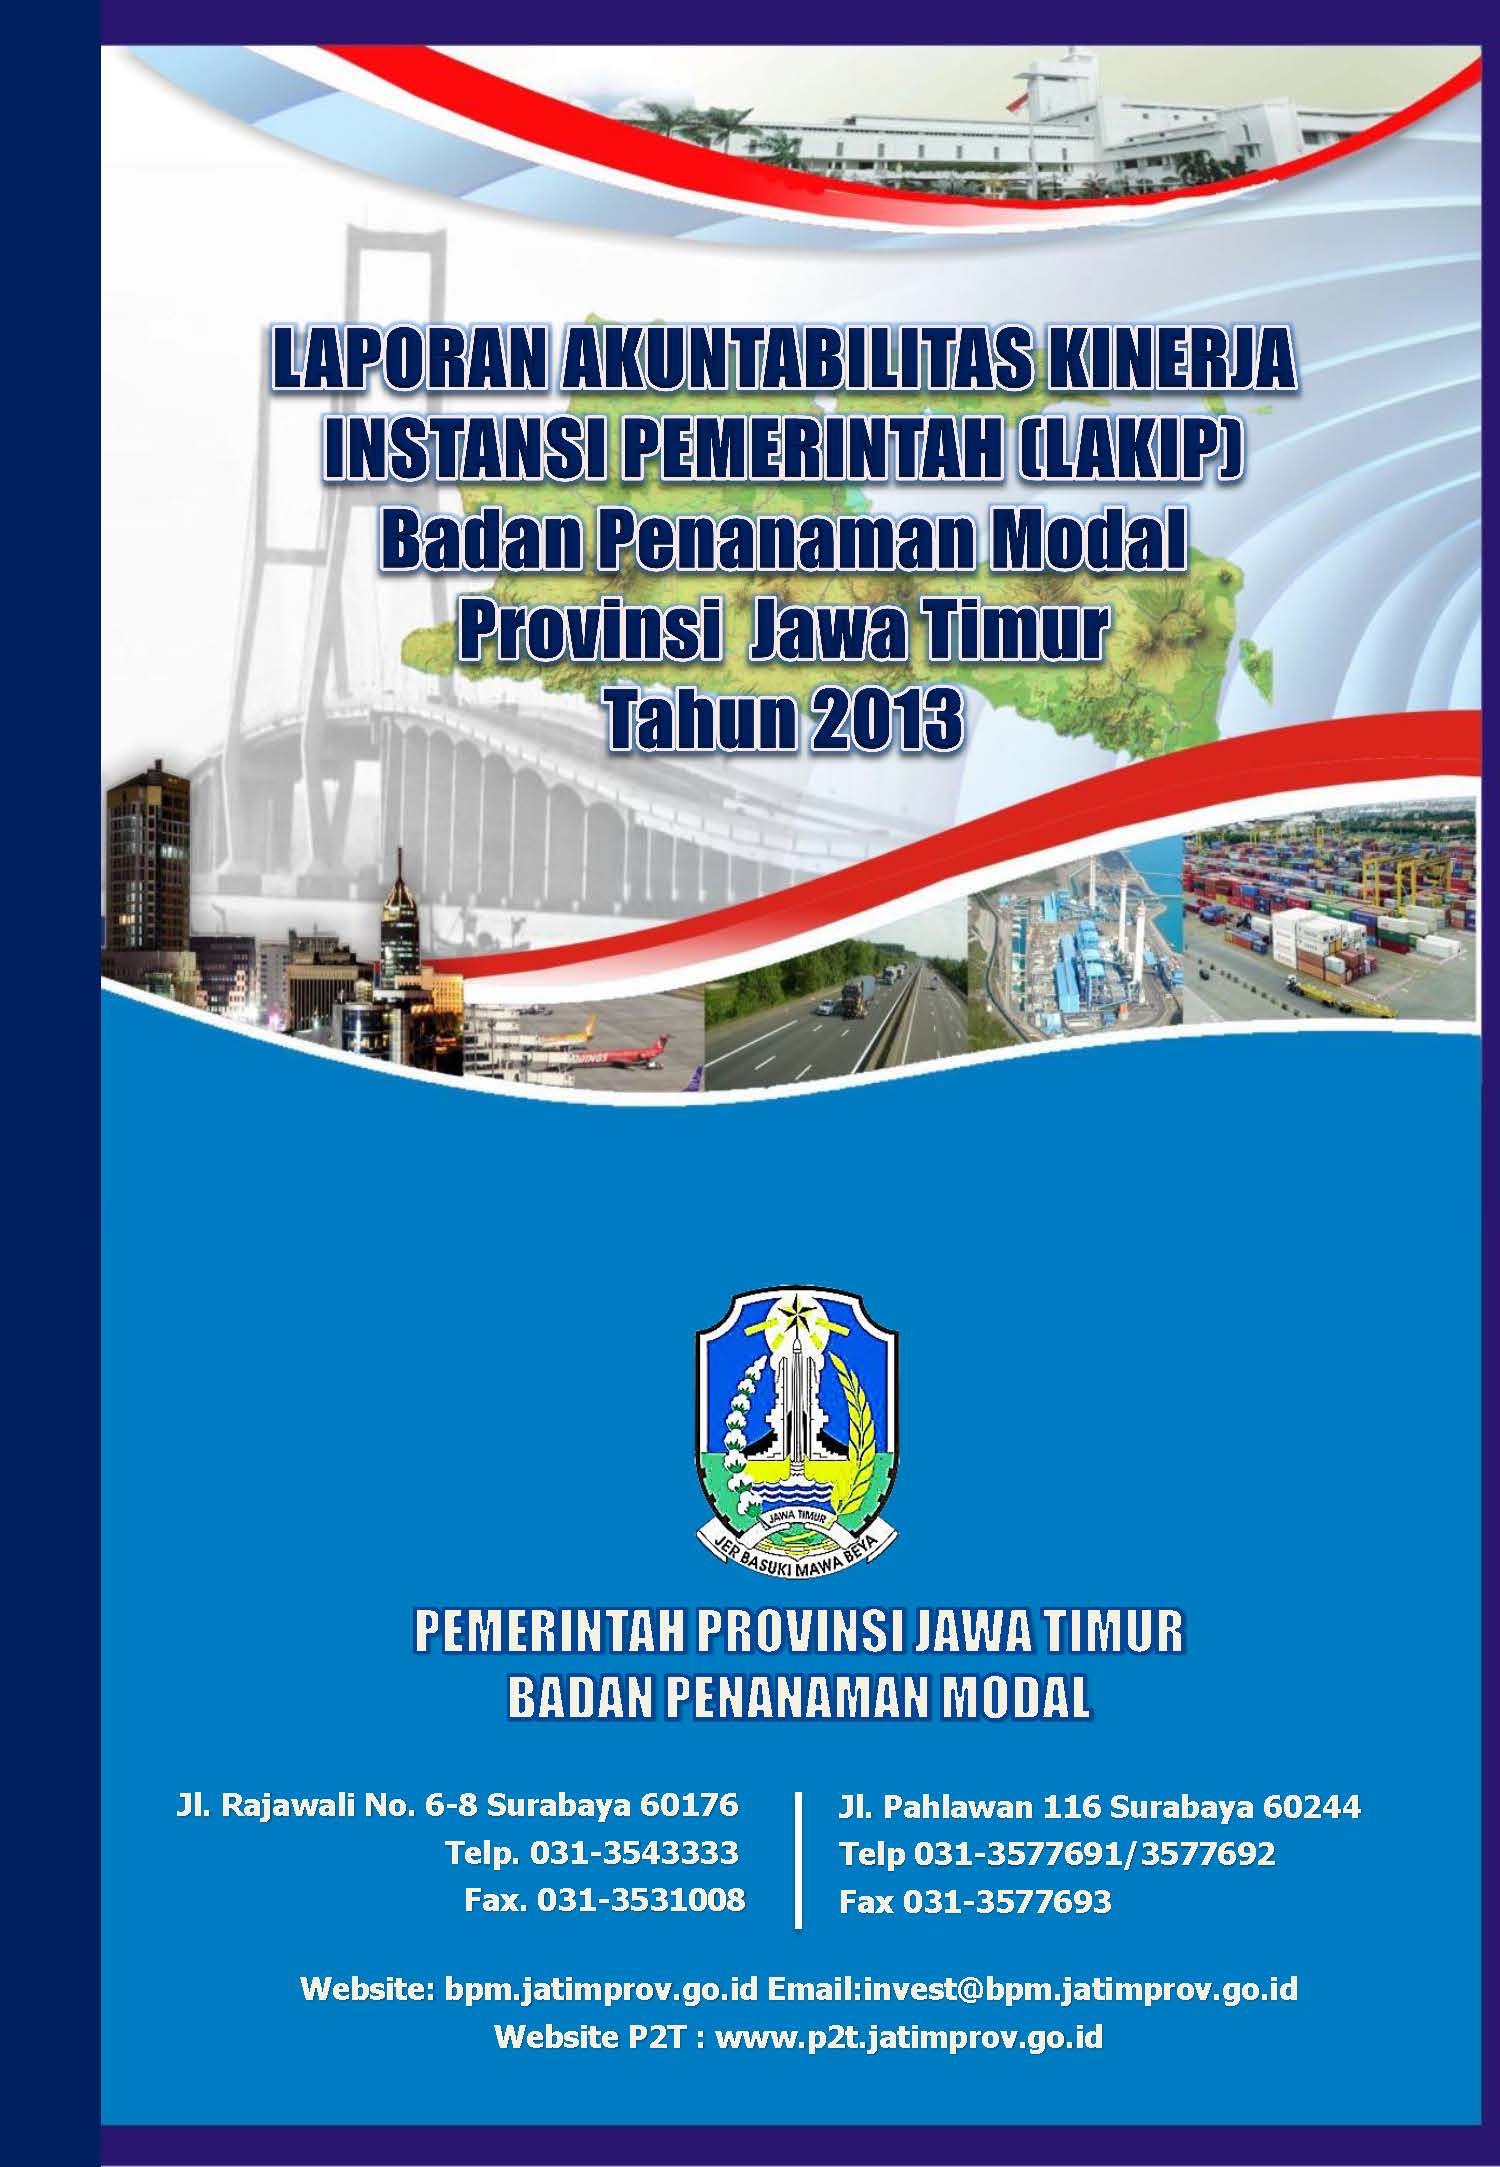 LAPORAN AKUNTABILITAS KINERJA
INSTANSI PEMERINTAH (LAKIP)
Badan Penanaman Modal
Provinsi Jawa Timur
Tahun 2013
JAWA TIMUR
JER BASUKI MAWA BEYA
PEMERINTAH PROVINSI JAWA TIMUR
BADAN PENANAMAN MODAL
Jl. Rajawali No. 6-8 Surabaya 60176
Telp. 031-3543333
Fax. 031-3531008
Jl. Pahlawan 116 Surabaya 60244
Telp 031-3577691/3577692
Fax 031-3577693
Website: bpm.jatimprov.go.id Email:invest@bpm.jatimprov.go.id
Website P2T : www.p2t.jatimprov.go.id